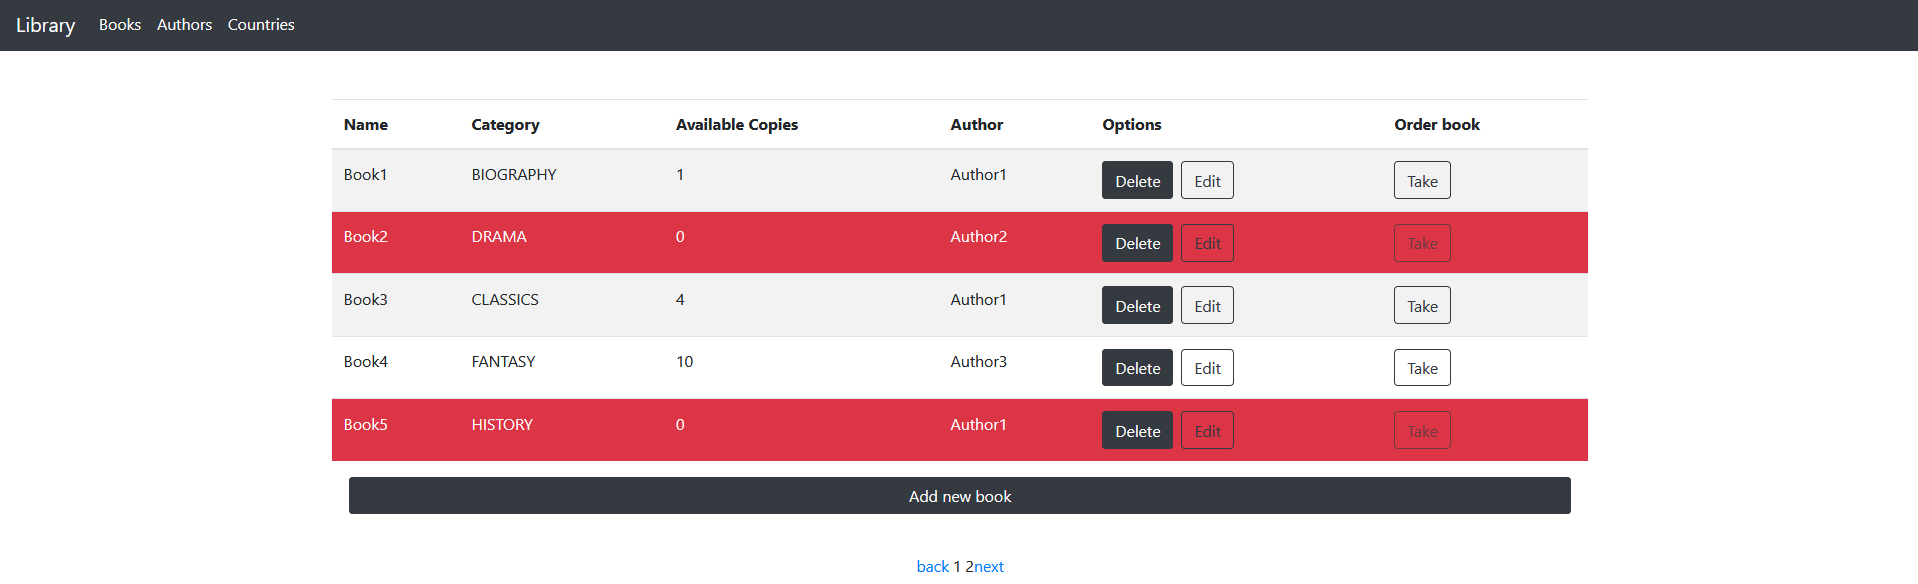 Library Books Authors Countries
Name Category Available Copies Author Options Order book
Book1 BIOGRAPHY 1 Author1 Delete Edit Take
Book2 DRAMA 0 Author2 Delete Edit Take
Book3 CLASSICS 4 Author1 Delete Edit Take
Book4 FANTASY 10 Author3 Delete Edit Take
Book5 HISTORY 0 Author1 Delete Edit Take
Add new book
back 1 2next